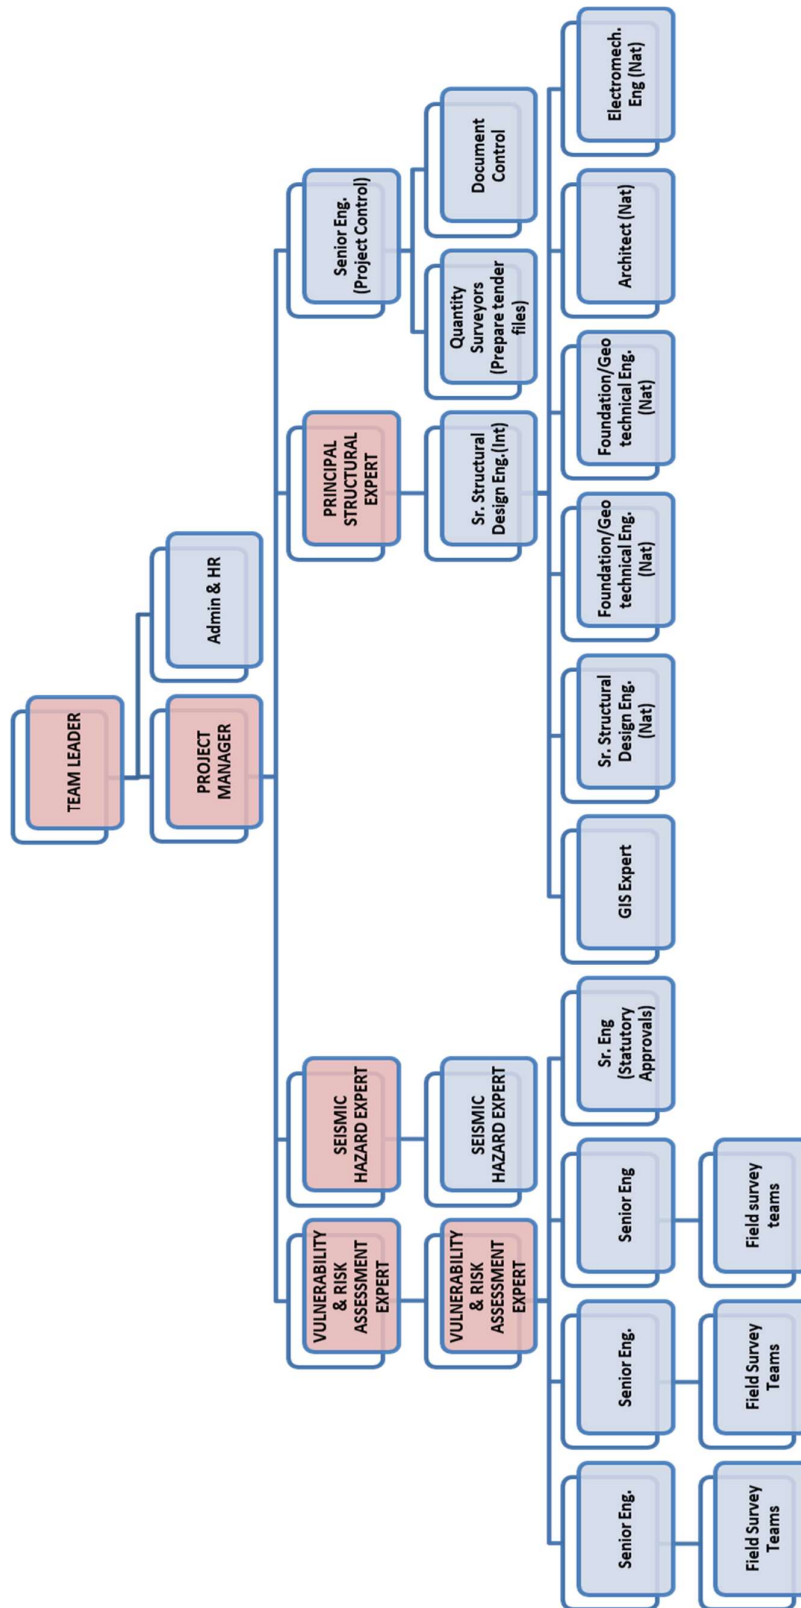 TEAM LEADER
PROJECT
MANAGER
Admin & HR
VULNERABILITY
& RISK
ASSESSMENT
EXPERT
SEISMIC
HAZARD EXPERT
PRINCIPAL
STRUCTURAL
EXPERT
Senior Eng.
(Project Control)
VULNERABILITY
& RISK
ASSESSMENT
EXPERT
SEISMIC
HAZARD EXPERT
Sr. Structural
Design Eng.(Int)
Quantity
Surveyors
(Prepare tender
files)
Document
Control
Senior Eng.
Senior Eng.
Senior Eng
Sr. Eng
(Statutory
Approvals)
GIS Expert
Sr. Structural
Design Eng.
(Nat)
Foundation/Geo
technical Eng.
(Nat)
Foundation/Geo
technical Eng.
(Nat)
Architect (Nat)
Electromech.
Eng (Nat)
Field Survey
Teams
Field Survey
Teams
Field survey
teams